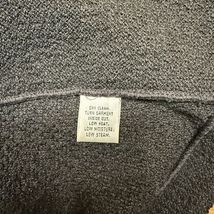 DRY CLEAN.
TURN GARMENT
INSIDE OUT.
LOW HEAT.
LOW MOISTURE.
LOW STEAM.